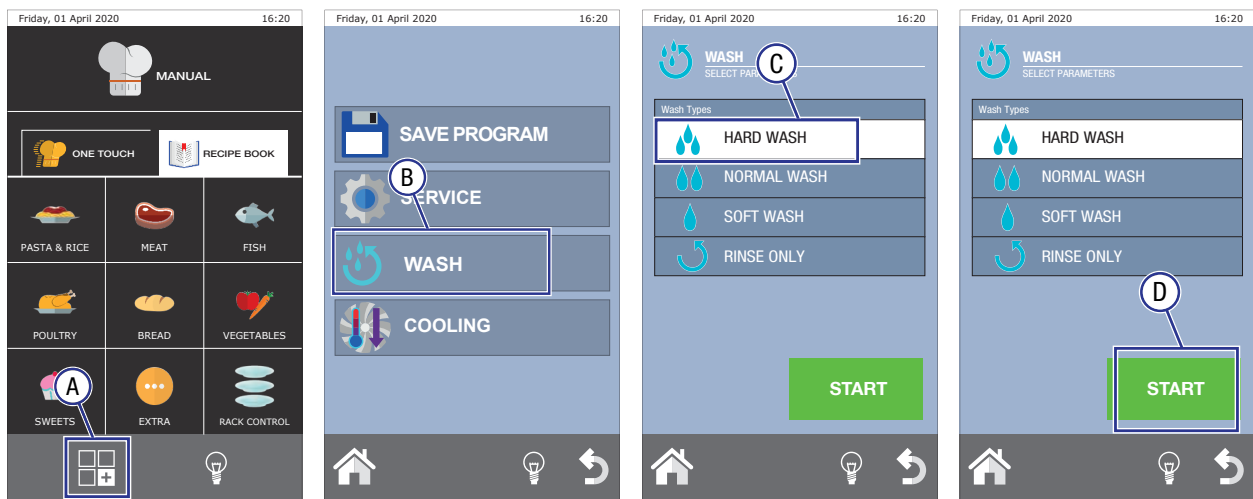 Friday, 01 April 2020 16:20
MANUAL
ONE TOUCH RECIPE BOOK
PASTA & RICE MEAT FISH
POULTRY BREAD VEGETABLES
A
SWEETS EXTRA RACK CONTROL
Friday, 01 April 2020 16:20
SAVE PROGRAM
B
SERVICE
WASH
COOLING
Friday, 01 April 2020 16:20
WASH
C
SELECT
Wash Types
HARD WASH
NORMAL WASH
SOFT WASH
RINSE ONLY
START
Friday, 01 April 2020 16:20
WASH
SELECT PARAMETERS
Wash Types
HARD WASH
NORMAL WASH
SOFT WASH
RINSE ONLY
D
START